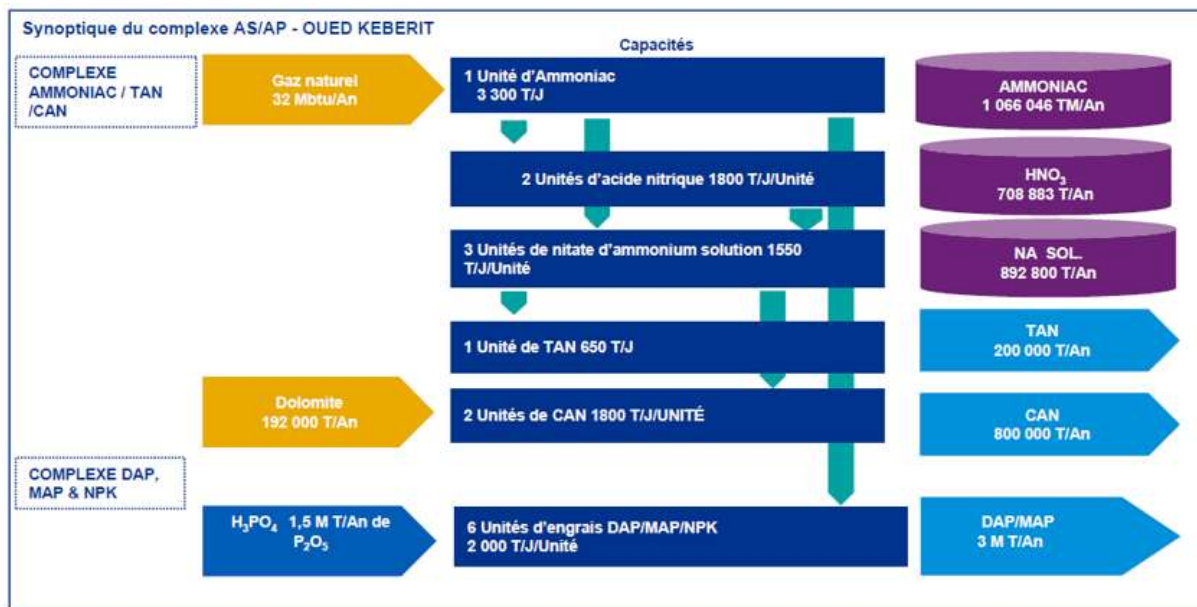 Synoptique du complexe AS/AP - OUED KEBERIT
Capacités
COMPLEXE
AMMONIAC / TAN
/CAN
Gaz naturel
32 Mbtu/An
1 Unité d'Ammoniac
3 300 T/J
AMMONIAC
1 066 046 TM/An
2 Unités d'acide nitrique 1800 T/J/Unité
HNO₃
708 883 T/An
3 Unités de nitate d'ammonium solution 1550
T/J/Unité
NA SOL.
892 800 T/An
1 Unité de TAN 650 T/J
TAN
200 000 T/An
Dolomite
192 000 T/An
2 Unités de CAN 1800 T/J/UNITÉ
CAN
800 000 T/An
COMPLEXE DAP,
MAP & NPK
H₃PO₄ 1,5 M T/An de
P₂O₅
6 Unités d'engrais DAP/MAP/NPK
2 000 T/J/Unité
DAP/MAP
3 M T/An